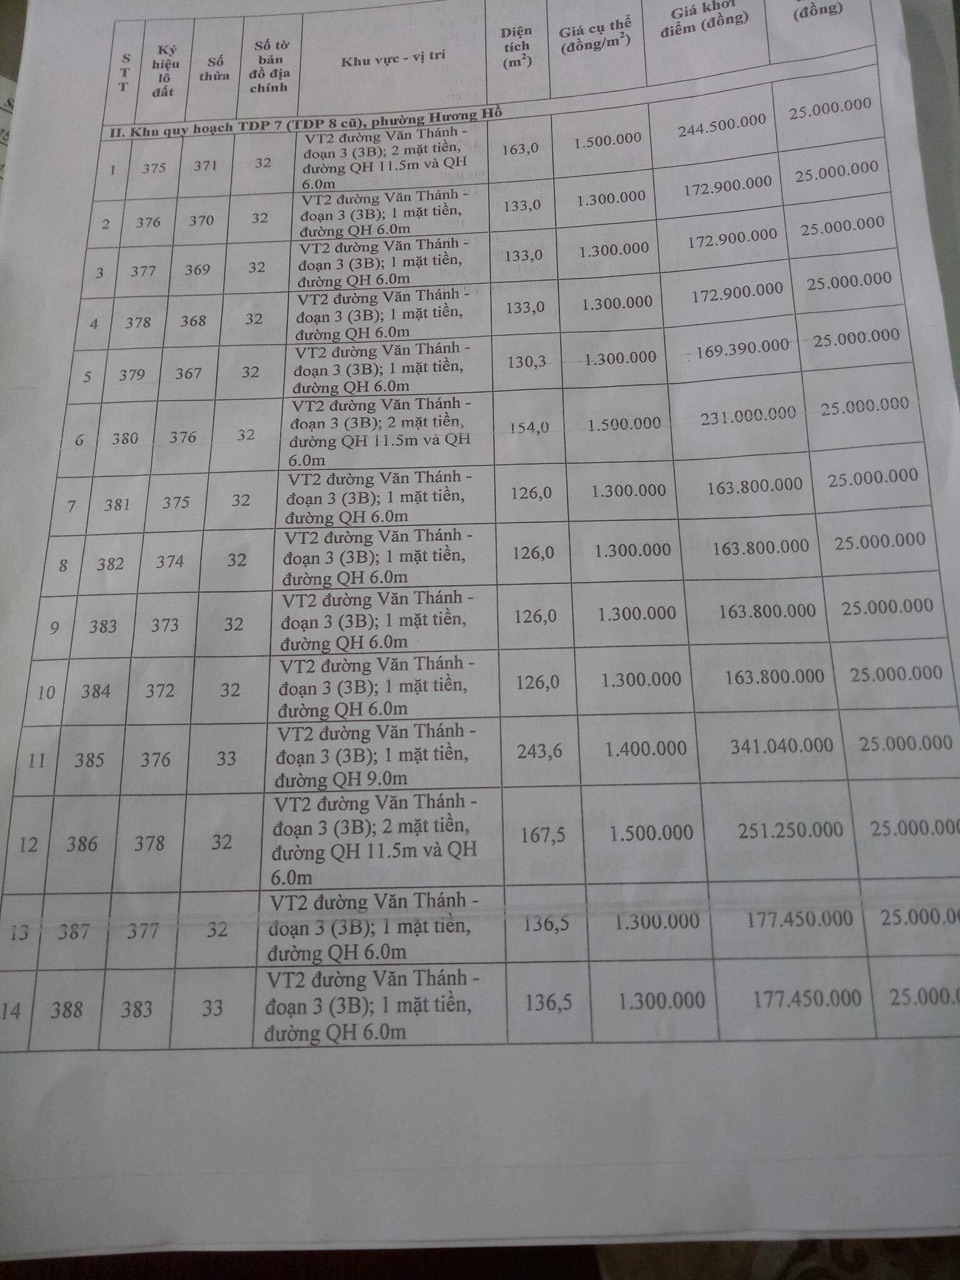 S T T | Ký hiệu lô đất | Số thửa | Số tờ bản đồ địa chính | Khu vực - vị trí | Diện tích (m²) | Giá cụ thể (đồng/m²) | Giá khởi điểm (đồng) | (đồng)
II. Khu quy hoạch TDP 7 (TDP 8 cũ), phường Hương Hồ
1 | 375 | 371 | 32 | VT2 đường Văn Thánh - đoạn 3 (3B); 2 mặt tiền, đường QH 11.5m và QH 6.0m | 163,0 | 1.500.000 | 244.500.000 | 25.000.000
2 | 376 | 370 | 32 | VT2 đường Văn Thánh - đoạn 3 (3B); 1 mặt tiền, đường QH 6.0m | 133,0 | 1.300.000 | 172.900.000 | 25.000.000
3 | 377 | 369 | 32 | VT2 đường Văn Thánh - đoạn 3 (3B); 1 mặt tiền, đường QH 6.0m | 133,0 | 1.300.000 | 172.900.000 | 25.000.000
4 | 378 | 368 | 32 | VT2 đường Văn Thánh - đoạn 3 (3B); 1 mặt tiền, đường QH 6.0m | 133,0 | 1.300.000 | 172.900.000 | 25.000.000
5 | 379 | 367 | 32 | VT2 đường Văn Thánh - đoạn 3 (3B); 1 mặt tiền, đường QH 6.0m | 130,3 | 1.300.000 | 169.390.000 | 25.000.000
6 | 380 | 376 | 32 | VT2 đường Văn Thánh - đoạn 3 (3B); 2 mặt tiền, đường QH 11.5m và QH 6.0m | 154,0 | 1.500.000 | 231.000.000 | 25.000.000
7 | 381 | 375 | 32 | VT2 đường Văn Thánh - đoạn 3 (3B); 1 mặt tiền, đường QH 6.0m | 126,0 | 1.300.000 | 163.800.000 | 25.000.000
8 | 382 | 374 | 32 | VT2 đường Văn Thánh - đoạn 3 (3B); 1 mặt tiền, đường QH 6.0m | 126,0 | 1.300.000 | 163.800.000 | 25.000.000
9 | 383 | 373 | 32 | VT2 đường Văn Thánh - đoạn 3 (3B); 1 mặt tiền, đường QH 6.0m | 126,0 | 1.300.000 | 163.800.000 | 25.000.000
10 | 384 | 372 | 32 | VT2 đường Văn Thánh - đoạn 3 (3B); 1 mặt tiền, đường QH 6.0m | 126,0 | 1.300.000 | 163.800.000 | 25.000.000
11 | 385 | 376 | 33 | VT2 đường Văn Thánh - đoạn 3 (3B); 1 mặt tiền, đường QH 9.0m | 243,6 | 1.400.000 | 341.040.000 | 25.000.000
12 | 386 | 378 | 32 | VT2 đường Văn Thánh - đoạn 3 (3B); 2 mặt tiền, đường QH 11.5m và QH 6.0m | 167,5 | 1.500.000 | 251.250.000 | 25.000.00
13 | 387 | 377 | 32 | VT2 đường Văn Thánh - đoạn 3 (3B); 1 mặt tiền, đường QH 6.0m | 136,5 | 1.300.000 | 177.450.000 | 25.000.0
14 | 388 | 383 | 33 | VT2 đường Văn Thánh - đoạn 3 (3B); 1 mặt tiền, đường QH 6.0m | 136,5 | 1.300.000 | 177.450.000 | 25.000.